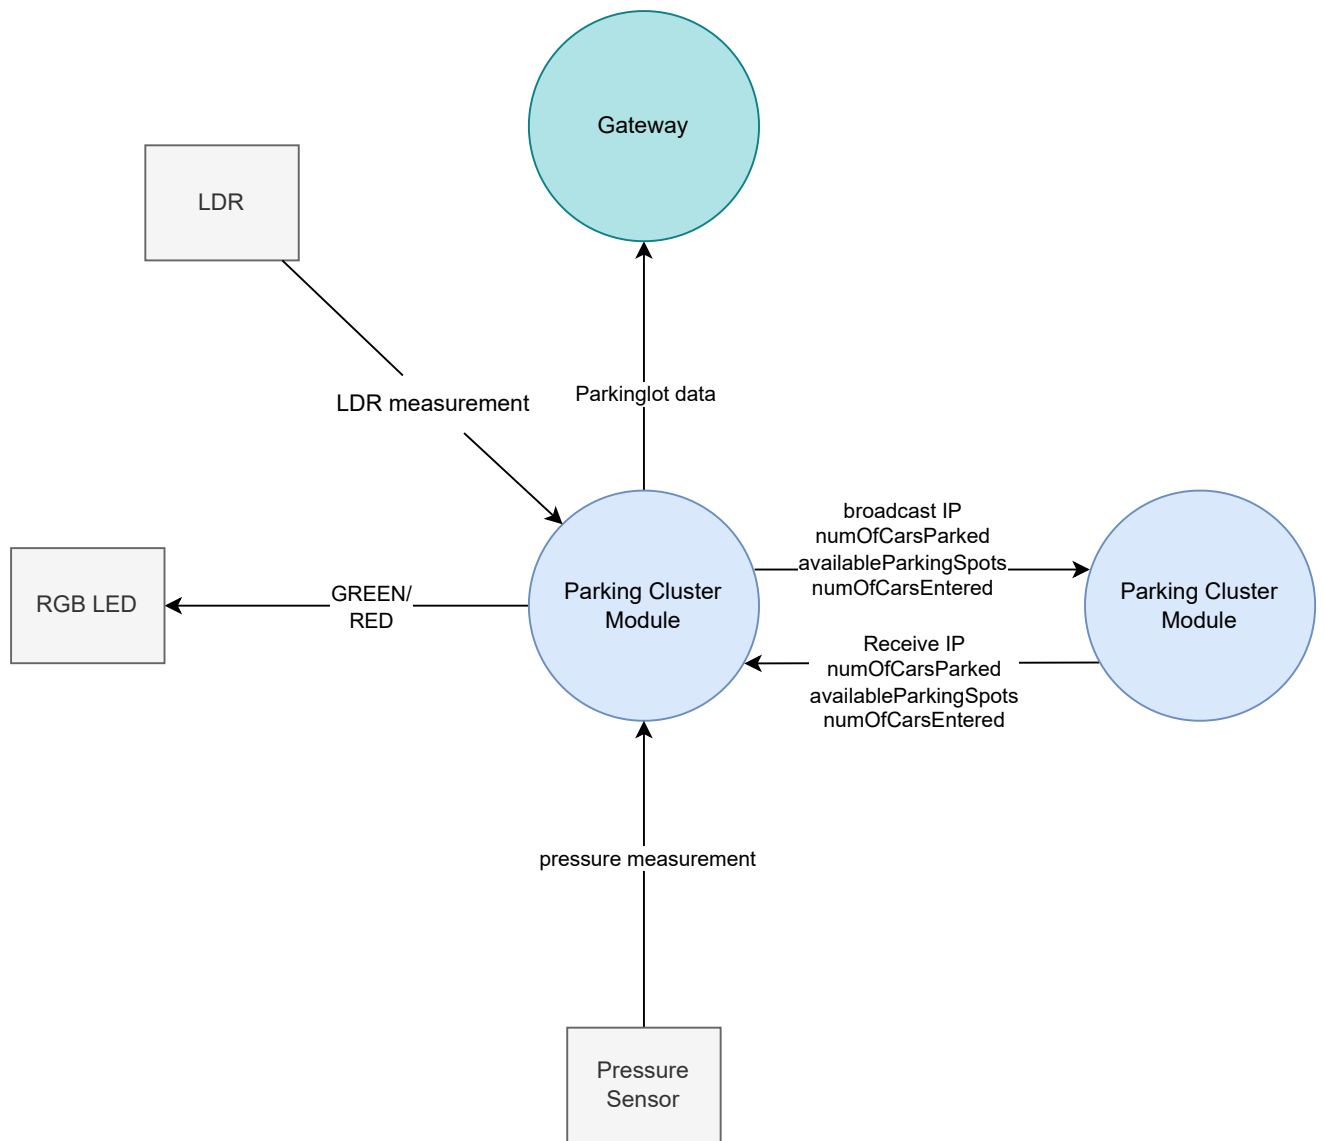 Gateway
LDR
LDR measurement
Parkinglot data
broadcast IP
numOfCarsParked
availableParkingSpots
numOfCarsEntered
RGB LED
GREEN/
RED
Parking Cluster
Module
Parking Cluster
Module
Receive IP
numOfCarsParked
availableParkingSpots
numOfCarsEntered
pressure measurement
Pressure
Sensor